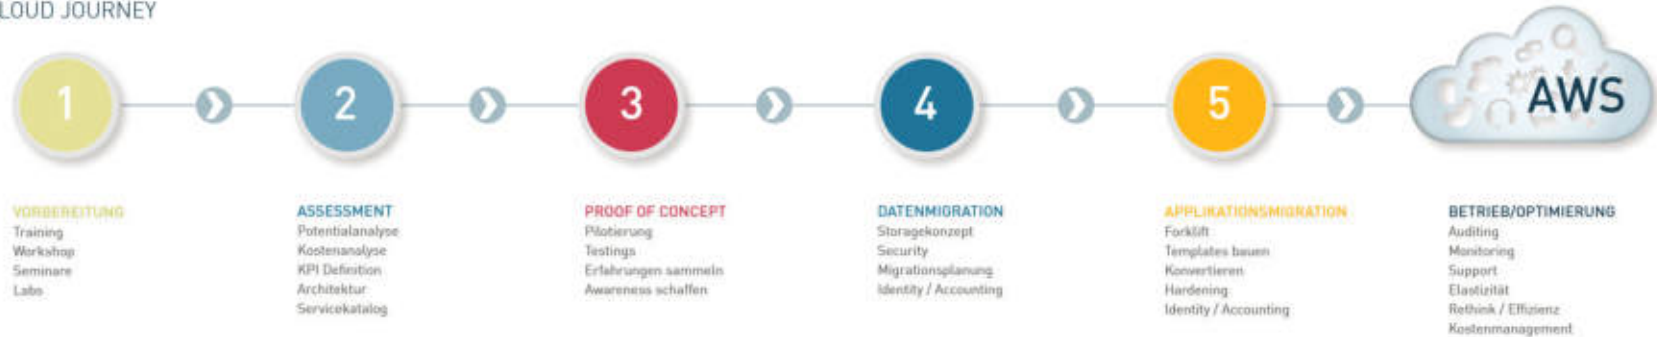 LOUD JOURNEY
1
2
3
4
5
AWS
VORBEREITUNG
Training
Workshop
Seminare
Labs
ASSESSMENT
Potentialanalyse
Kostenanalyse
KPI Definition
Architektur
Servicekatalog
PROOF OF CONCEPT
Pilotierung
Testings
Erfahrungen sammeln
Awareness schaffen
DATENMIGRATION
Storagekonzept
Security
Migrationsplanung
Identity / Accounting
APPLIKATIONSMIGRATION
Forklift
Templates bauen
Konvertieren
Hardening
Identity / Accounting
BETRIEB/OPTIMIERUNG
Auditing
Monitoring
Support
Elastizität
Rethink / Effizienz
Kostenmanagement